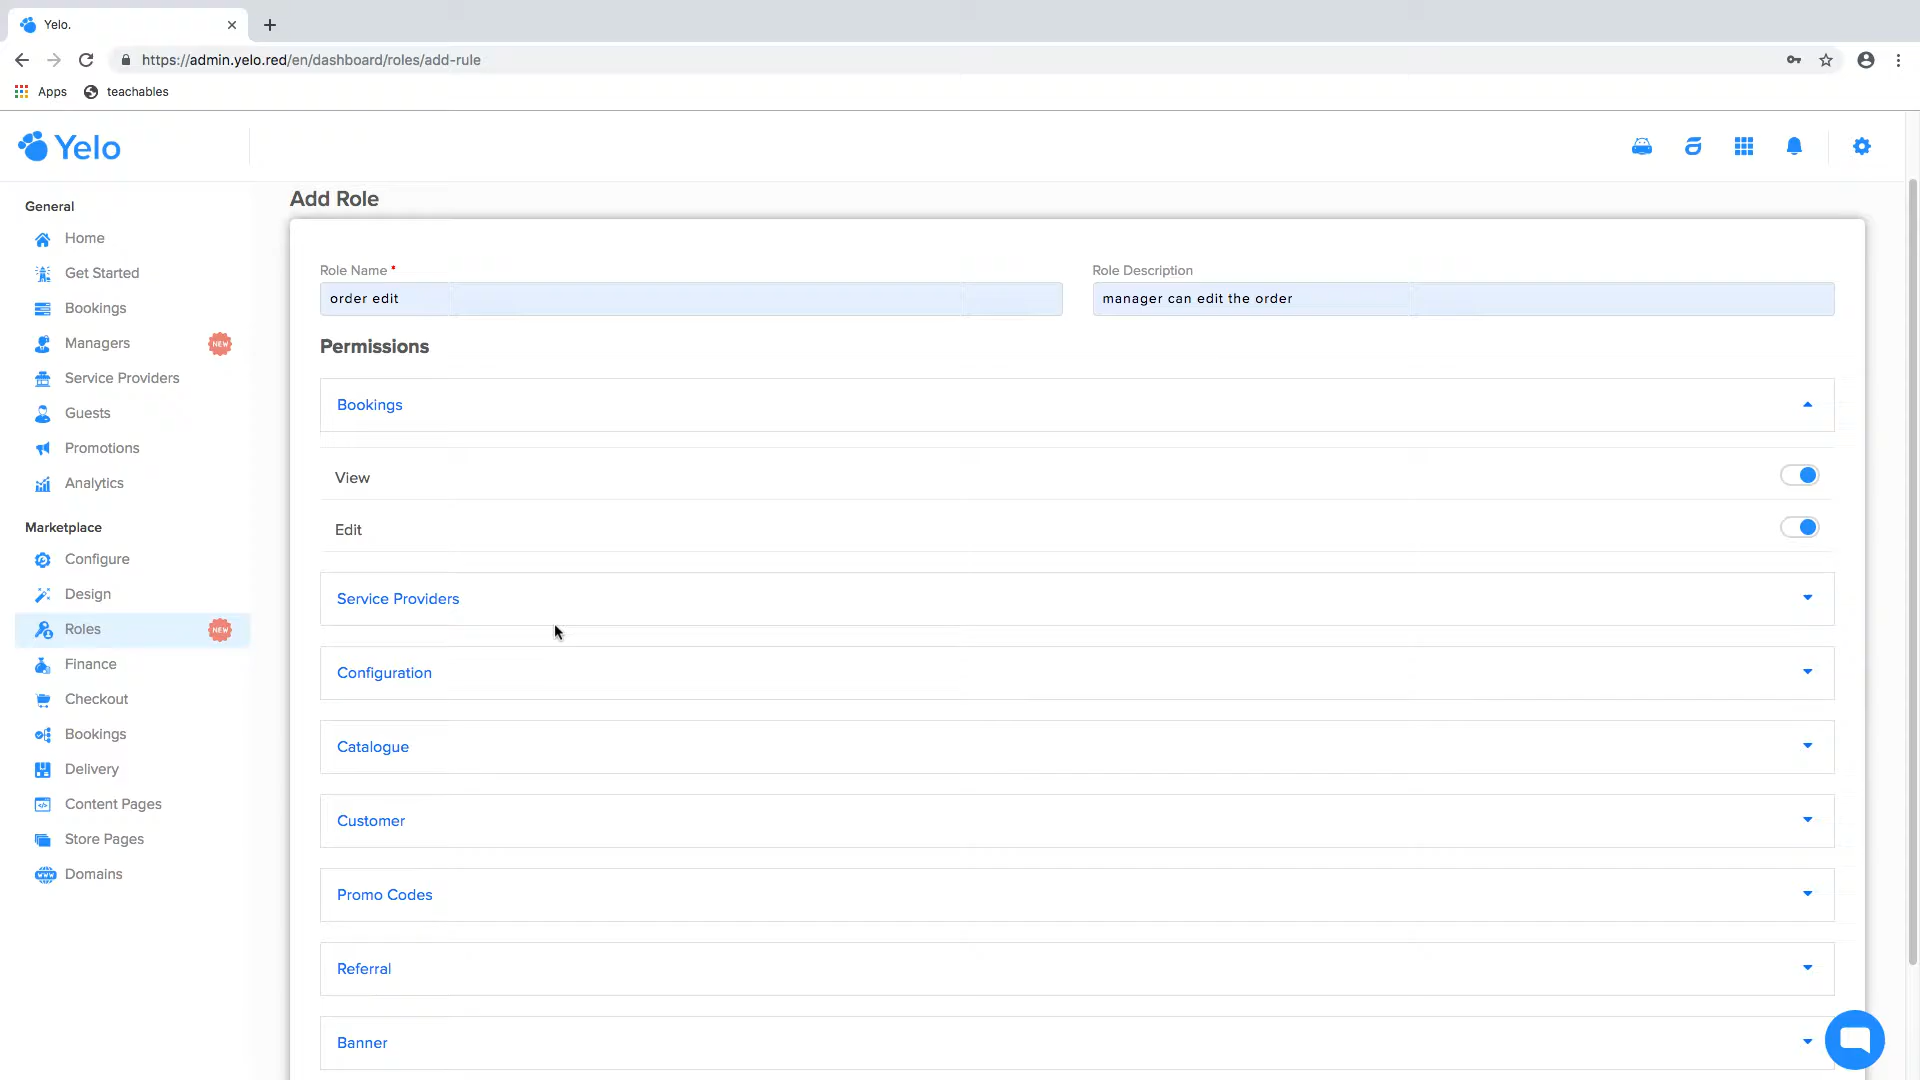 Yelo.
https://admin.yelo.red/en/dashboard/roles/add-rule
Apps
teachables
Yelo
General
Home
Get Started
Bookings
Managers
NEW
Service Providers
Guests
Promotions
Analytics
Marketplace
Configure
Design
Roles
NEW
Finance
Checkout
Bookings
Delivery
Content Pages
Store Pages
www
Domains
Add Role
Role Name *
order edit
Role Description
manager can edit the order
Permissions
Bookings
View
Edit
Service Providers
Configuration
Catalogue
Customer
Promo Codes
Referral
Banner